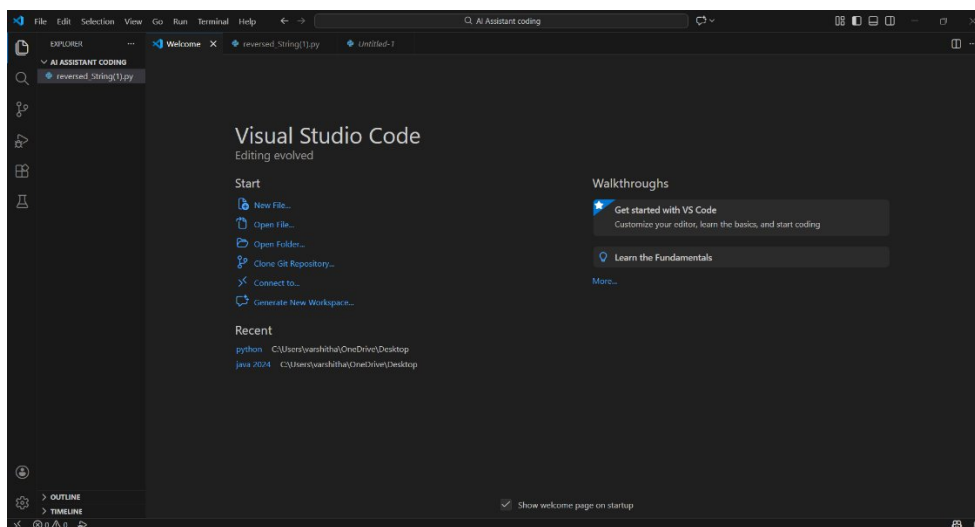 File Edit Selection View Go Run Terminal Help
AI Assistant coding
EXPLORER
Welcome
reversed_String(1).py
Untitled-1
AI ASSISTANT CODING
reversed_String(1).py
Visual Studio Code
Editing evolved
Start
New File...
Open File...
Open Folder...
Clone Git Repository...
Connect to...
Generate New Workspace...
Recent
python C:\Users\varshitha\OneDrive\Desktop
java 2024 C:\Users\varshitha\OneDrive\Desktop
Walkthroughs
Get started with VS Code
Customize your editor, learn the basics, and start coding
Learn the Fundamentals
More...
OUTLINE
TIMELINE
Show welcome page on startup
0 0